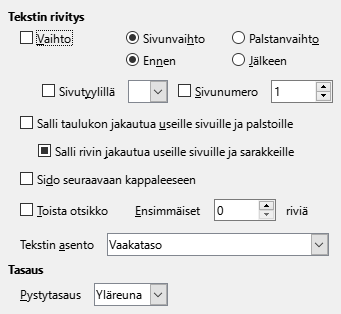 Tekstin rivitys
Vaihto Sivunvaihto Palstanvaihto
Ennen Jälkeen
Sivutyylillä Sivunumero 1
Salli taulukon jakautua useille sivuille ja palstoille
Salli rivin jakautua useille sivuille ja sarakkeille
Sido seuraavaan kappaleeseen
Toista otsikko Ensimmäiset 0 riviä
Tekstin asento Vaakataso
Tasaus
Pystytasaus Yläreuna